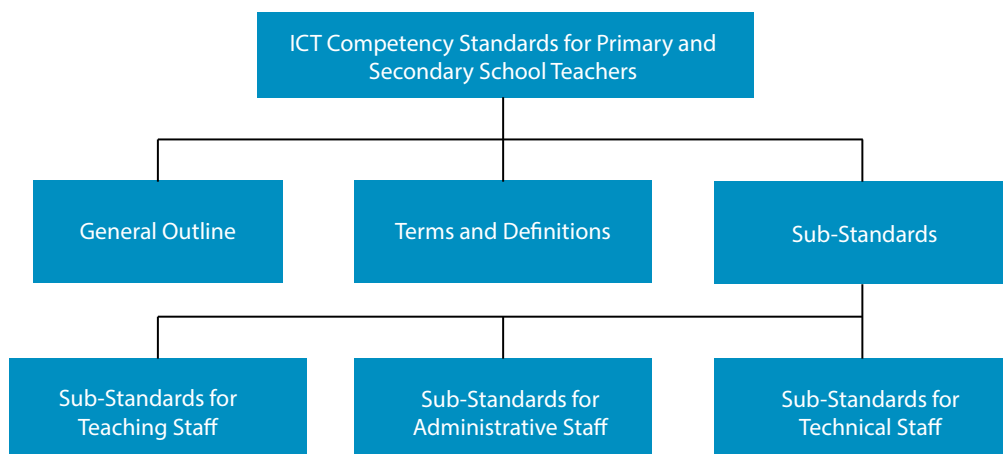 ICT Competency Standards for Primary and
Secondary School Teachers
General Outline
Terms and Definitions
Sub-Standards
Sub-Standards for
Teaching Staff
Sub-Standards for
Administrative Staff
Sub-Standards for
Technical Staff